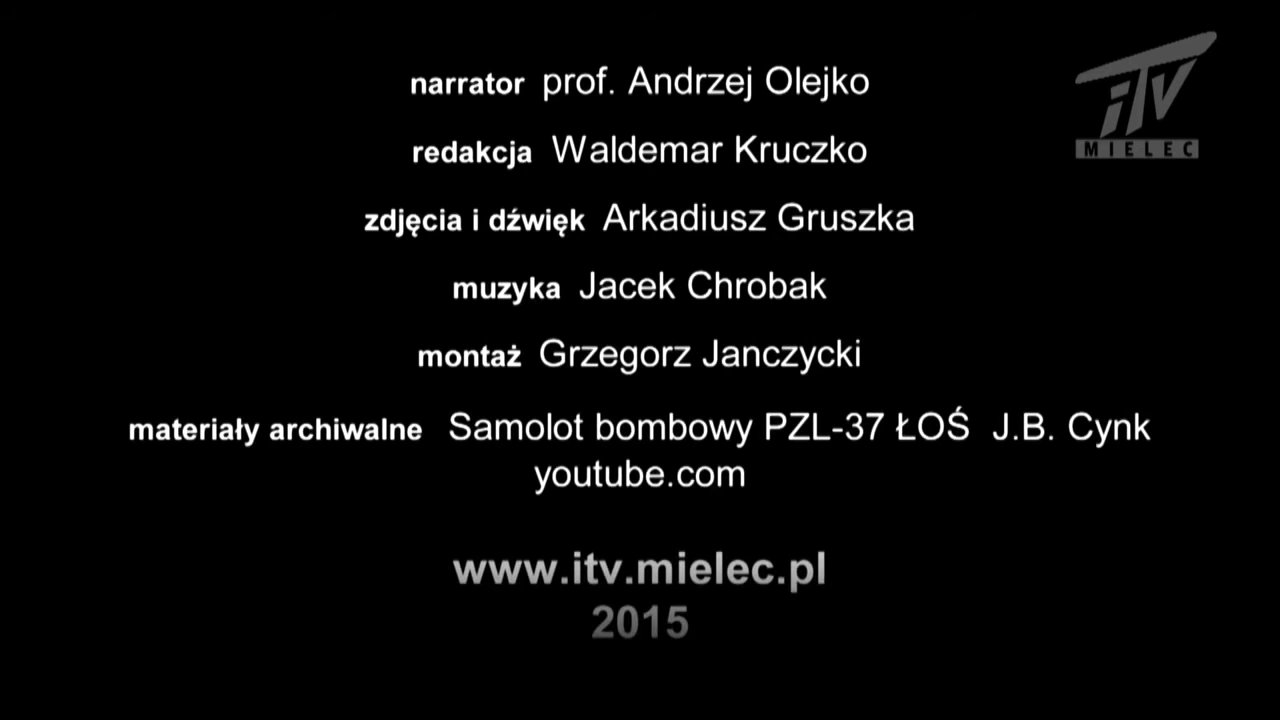 narrator prof. Andrzej Olejko
iTV
MIELEC
redakcja Waldemar Kruczko
zdjęcia i dźwięk Arkadiusz Gruszka
muzyka Jacek Chrobak
montaż Grzegorz Janczycki
materiały archiwalne Samolot bombowy PZL-37 ŁOŚ J.B. Cynk
youtube.com
www.itv.mielec.pl
2015